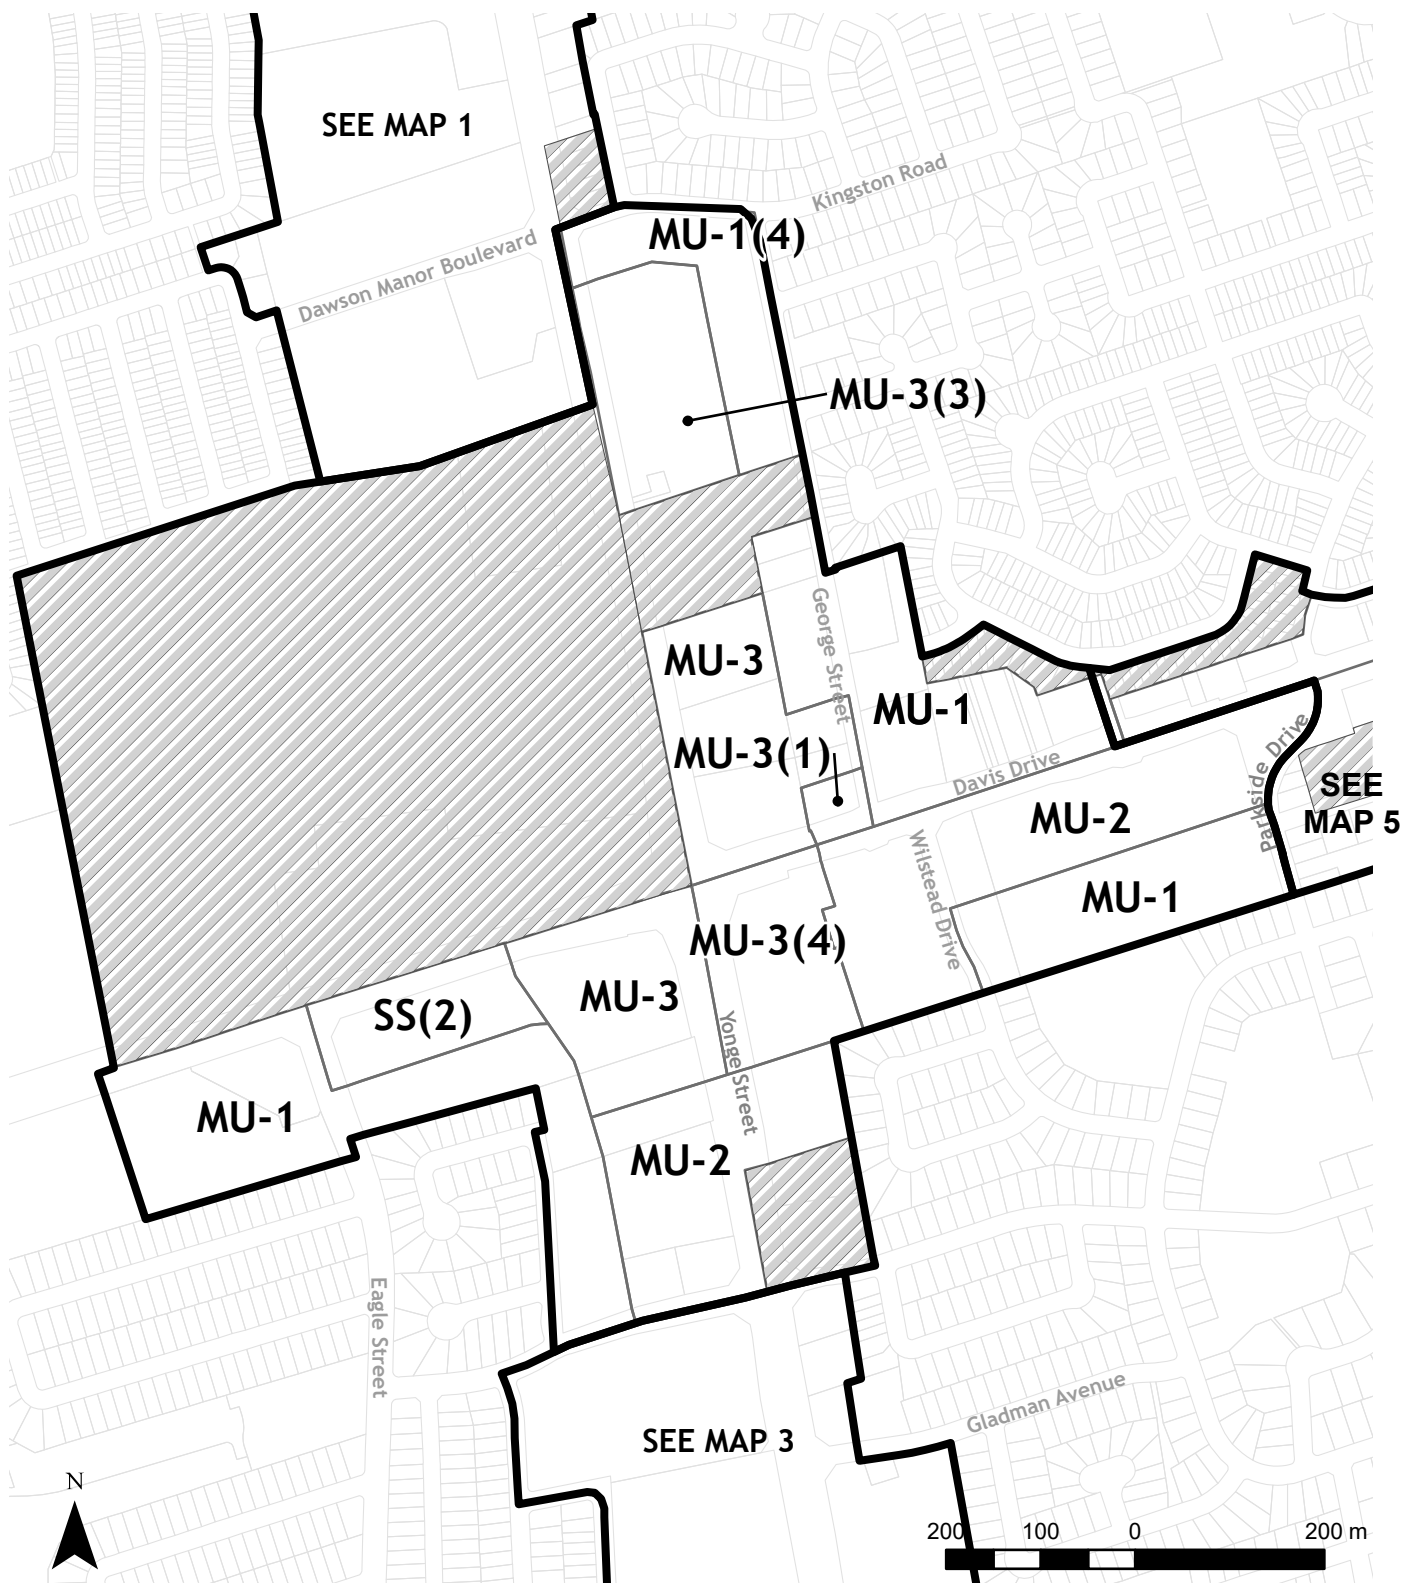 SEE MAP 1
Kingston Road
MU-1(4)
Dawson Manor Boulevard
MU-3(3)
George Street
MU-3
MU-1
Parkside Drive
MU-3(1)
Davis Drive
SEE
MAP 5
MU-2
Wilstead Drive
MU-1
MU-3(4)
MU-3
SS(2)
Yonge Street
MU-1
MU-2
Eagle Street
Gladman Avenue
SEE MAP 3
N
200 100 0 200 m